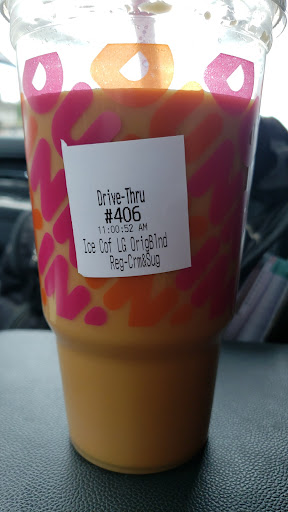 Drive-Thru
#406
11:00:52 AM
Ice Cof LG OrigBlnd
Reg-Crm&Sug